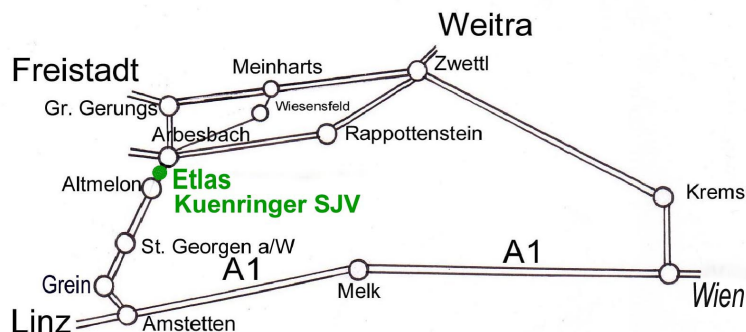 Weitra
Freistadt
Meinharts
Zwettl
Gr. Gerungs
Wiesensfeld
Arbesbach
Rappottenstein
Etlas
Altmelon
Kuenringer SJV
Krems
St. Georgen a/W
A1
A1
Grein
Melk
Wien
Linz
Amstetten